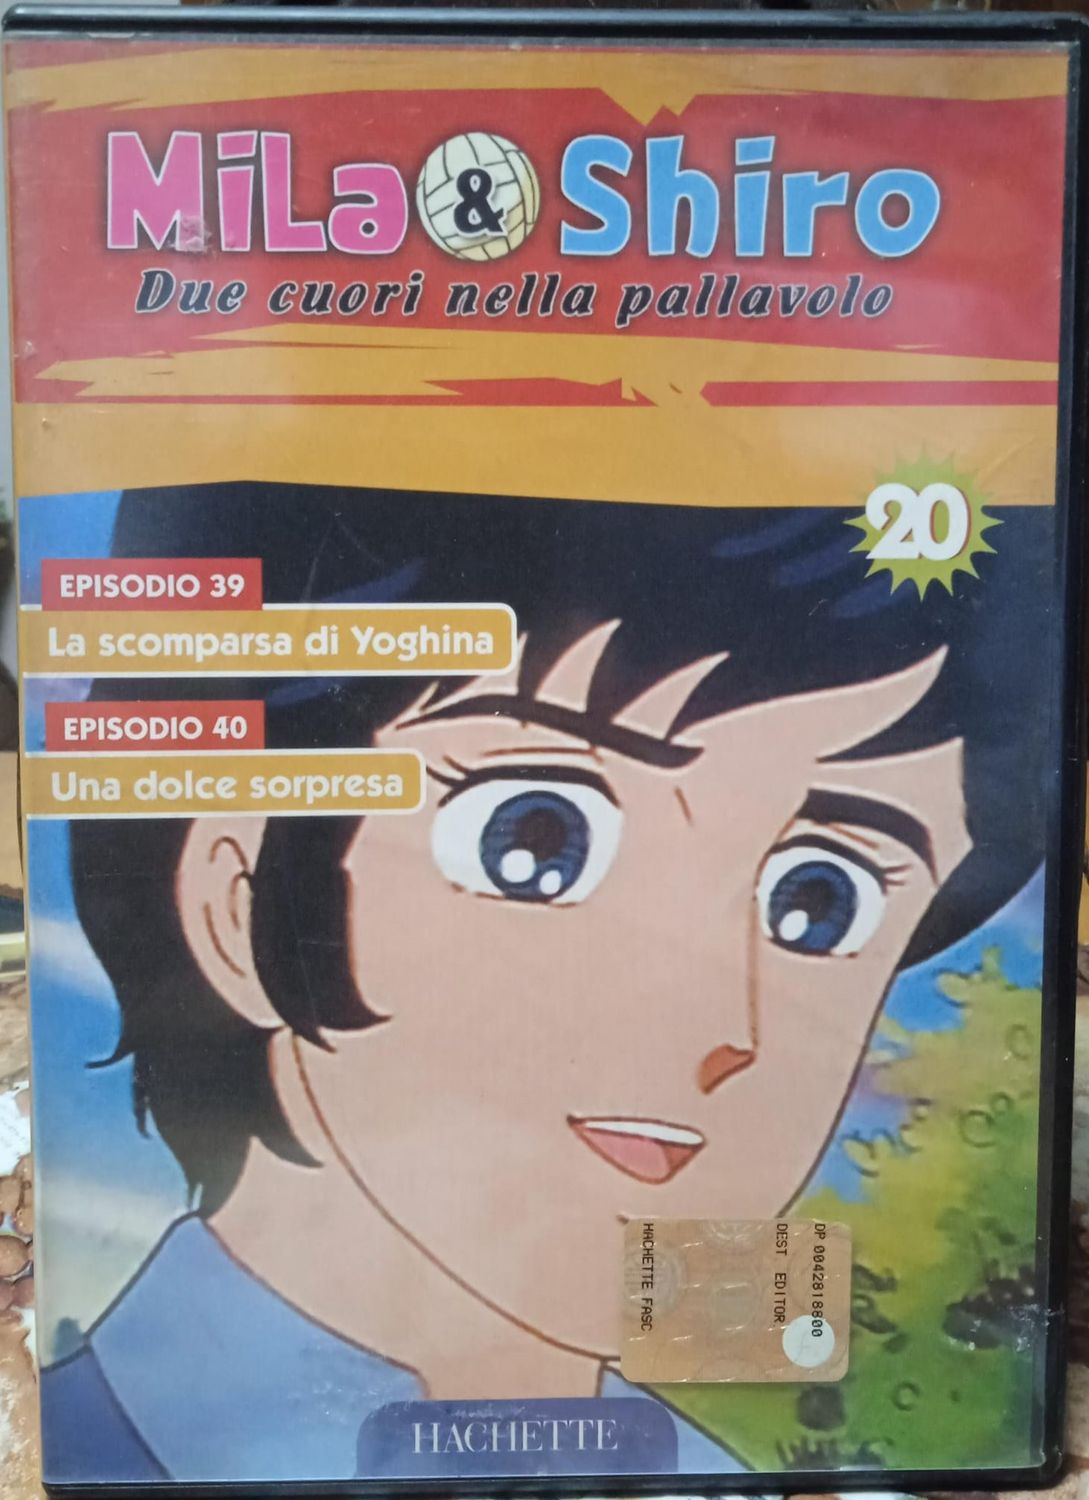 MiLa & Shiro
Due cuori nella pallavolo
20
EPISODIO 39
La scomparsa di Yoghina
EPISODIO 40
Una dolce sorpresa
DP 0042818800
DEST EDITOR
HACHETTE FASC
HACHETTE